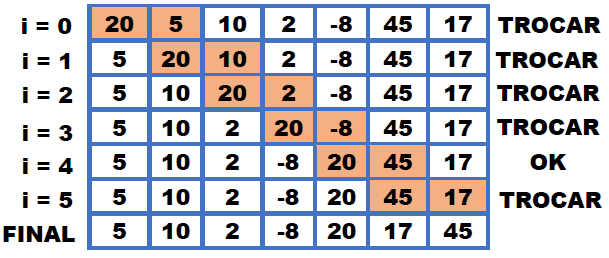 i = 0 20 5 10 2 -8 45 17 TROCAR
i = 1 5 20 10 2 -8 45 17 TROCAR
i = 2 5 10 20 2 -8 45 17 TROCAR
i = 3 5 10 2 20 -8 45 17 TROCAR
i = 4 5 10 2 -8 20 45 17 OK
i = 5 5 10 2 -8 20 45 17 TROCAR
FINAL 5 10 2 -8 20 17 45